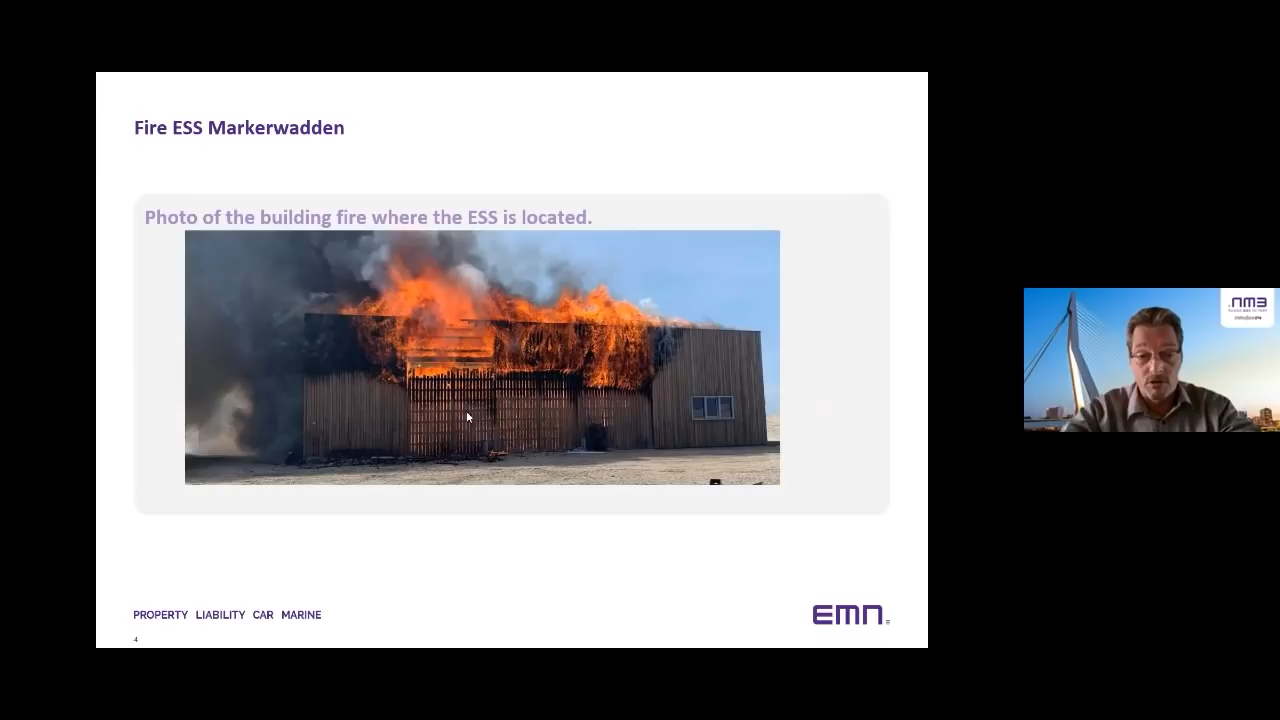 Fire ESS Markerwadden
Photo of the building fire where the ESS is located.
PROPERTY LIABILITY CAR MARINE
EMN
4